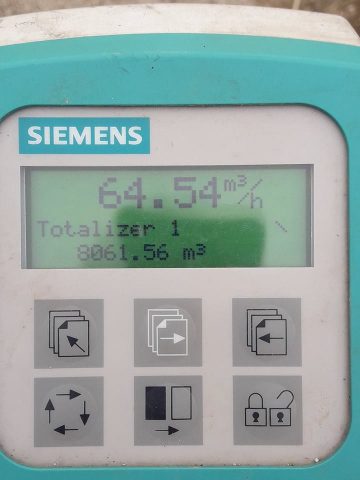 SIEMENS
64.54 m³/h
Totalizer 1
8061.56 m³